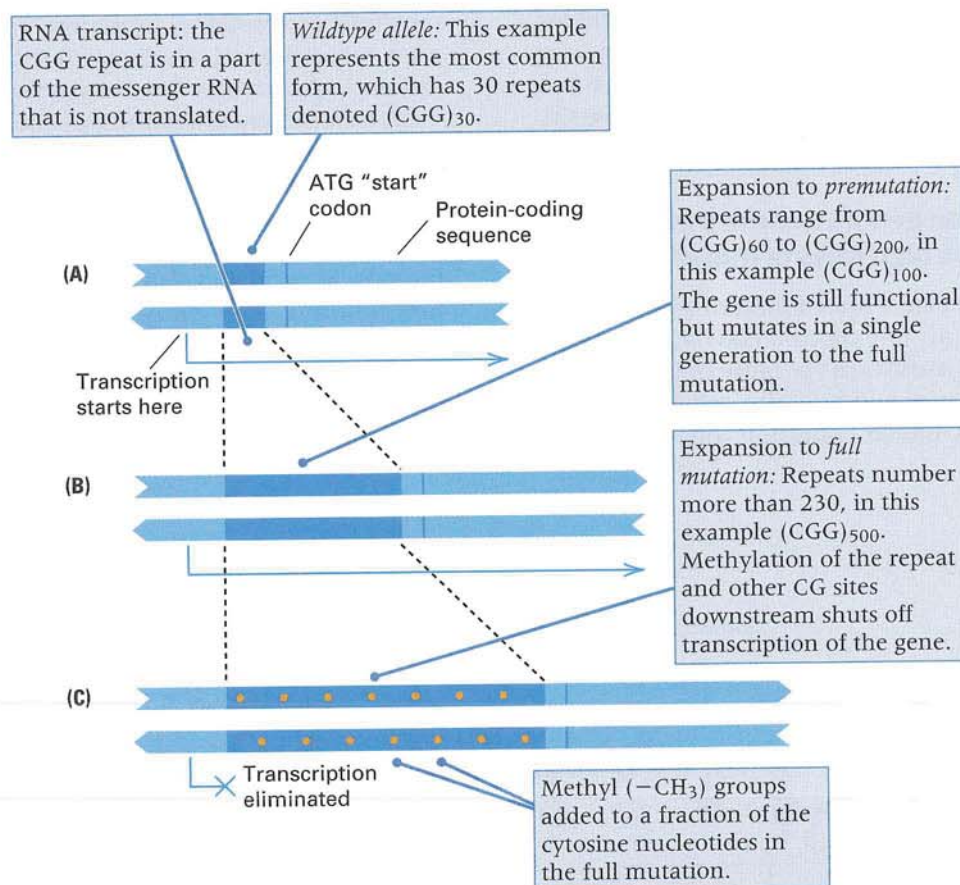 RNA transcript: the
CGG repeat is in a part
of the messenger RNA
that is not translated.
Wildtype allele: This example
represents the most common
form, which has 30 repeats
denoted (CGG)30.
ATG “start”
codon
Protein-coding
sequence
(A)
Transcription
starts here
Expansion to premutation:
Repeats range from
(CGG)60 to (CGG)200, in
this example (CGG)100.
The gene is still functional
but mutates in a single
generation to the full
mutation.
(B)
Expansion to full
mutation: Repeats number
more than 230, in this
example (CGG)500.
Methylation of the repeat
and other CG sites
downstream shuts off
transcription of the gene.
(C)
Transcription
eliminated
Methyl (−CH3) groups
added to a fraction of the
cytosine nucleotides in
the full mutation.